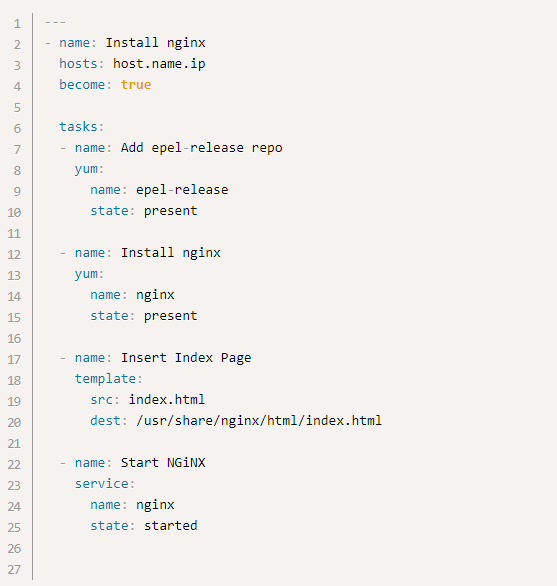 1 ---
2 - name: Install nginx
3   hosts: host.name.ip
4   become: true
5
6   tasks:
7   - name: Add epel-release repo
8     yum:
9       name: epel-release
10       state: present
11
12   - name: Install nginx
13     yum:
14       name: nginx
15       state: present
16
17   - name: Insert Index Page
18     template:
19       src: index.html
20       dest: /usr/share/nginx/html/index.html
21
22   - name: Start NGiNX
23     service:
24       name: nginx
25       state: started
26
27